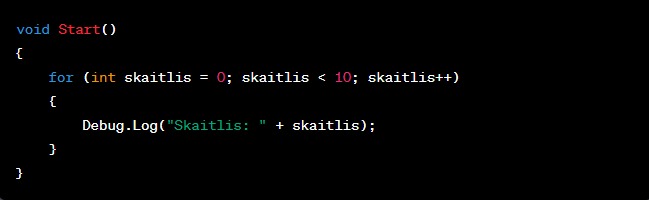 void Start()
{
for (int skaitlis = 0; skaitlis < 10; skaitlis++)
{
Debug.Log("Skaitlis: " + skaitlis);
}
}